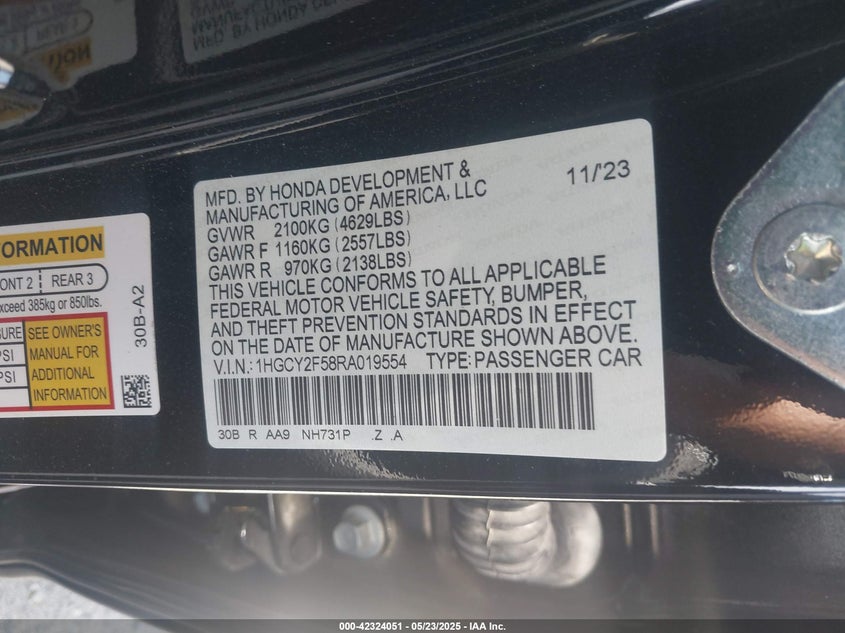 MFD. BY HONDA DEVELOPMENT &
MANUFACTURING OF AMERICA, LLC
11/'23
GVWR 2100KG (4629LBS)
GAWR F 1160KG (2557LBS)
GAWR R 970KG (2138LBS)
THIS VEHICLE CONFORMS TO ALL APPLICABLE
FEDERAL MOTOR VEHICLE SAFETY, BUMPER,
AND THEFT PREVENTION STANDARDS IN EFFECT
ON THE DATE OF MANUFACTURE SHOWN ABOVE.
V.I.N.: 1HGCY2F58RA019554 TYPE: PASSENGER CAR
30B R AA9 NH731P .Z .A
2 REAR 3
385kg or 850lbs.
PSI
PSI
SEE OWNER'S
MANUAL FOR
ADDITIONAL
INFORMATION
30B-A2
000-42324051 - 05/23/2025 - IAA Inc.